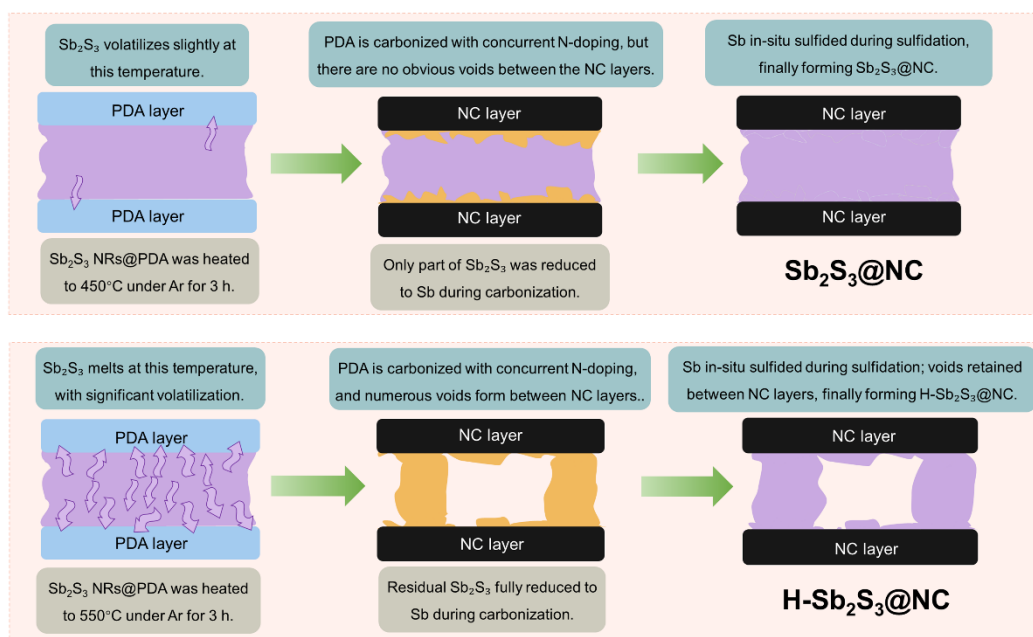 Sb₂S₃ volatilizes slightly at
this temperature.
PDA layer
PDA layer
Sb₂S₃ NRs@PDA was heated
to 450°C under Ar for 3 h.
PDA is carbonized with concurrent N-doping, but
there are no obvious voids between the NC layers.
NC layer
NC layer
Only part of Sb₂S₃ was reduced
to Sb during carbonization.
Sb in-situ sulfided during sulfidation,
finally forming Sb₂S₃@NC.
NC layer
NC layer
Sb₂S₃@NC
Sb₂S₃ melts at this temperature,
with significant volatilization.
PDA layer
PDA layer
Sb₂S₃ NRs@PDA was heated
to 550°C under Ar for 3 h.
PDA is carbonized with concurrent N-doping,
and numerous voids form between NC layers..
NC layer
NC layer
Residual Sb₂S₃ fully reduced to
Sb during carbonization.
Sb in-situ sulfided during sulfidation; voids retained
between NC layers, finally forming H-Sb₂S₃@NC.
NC layer
NC layer
H-Sb₂S₃@NC